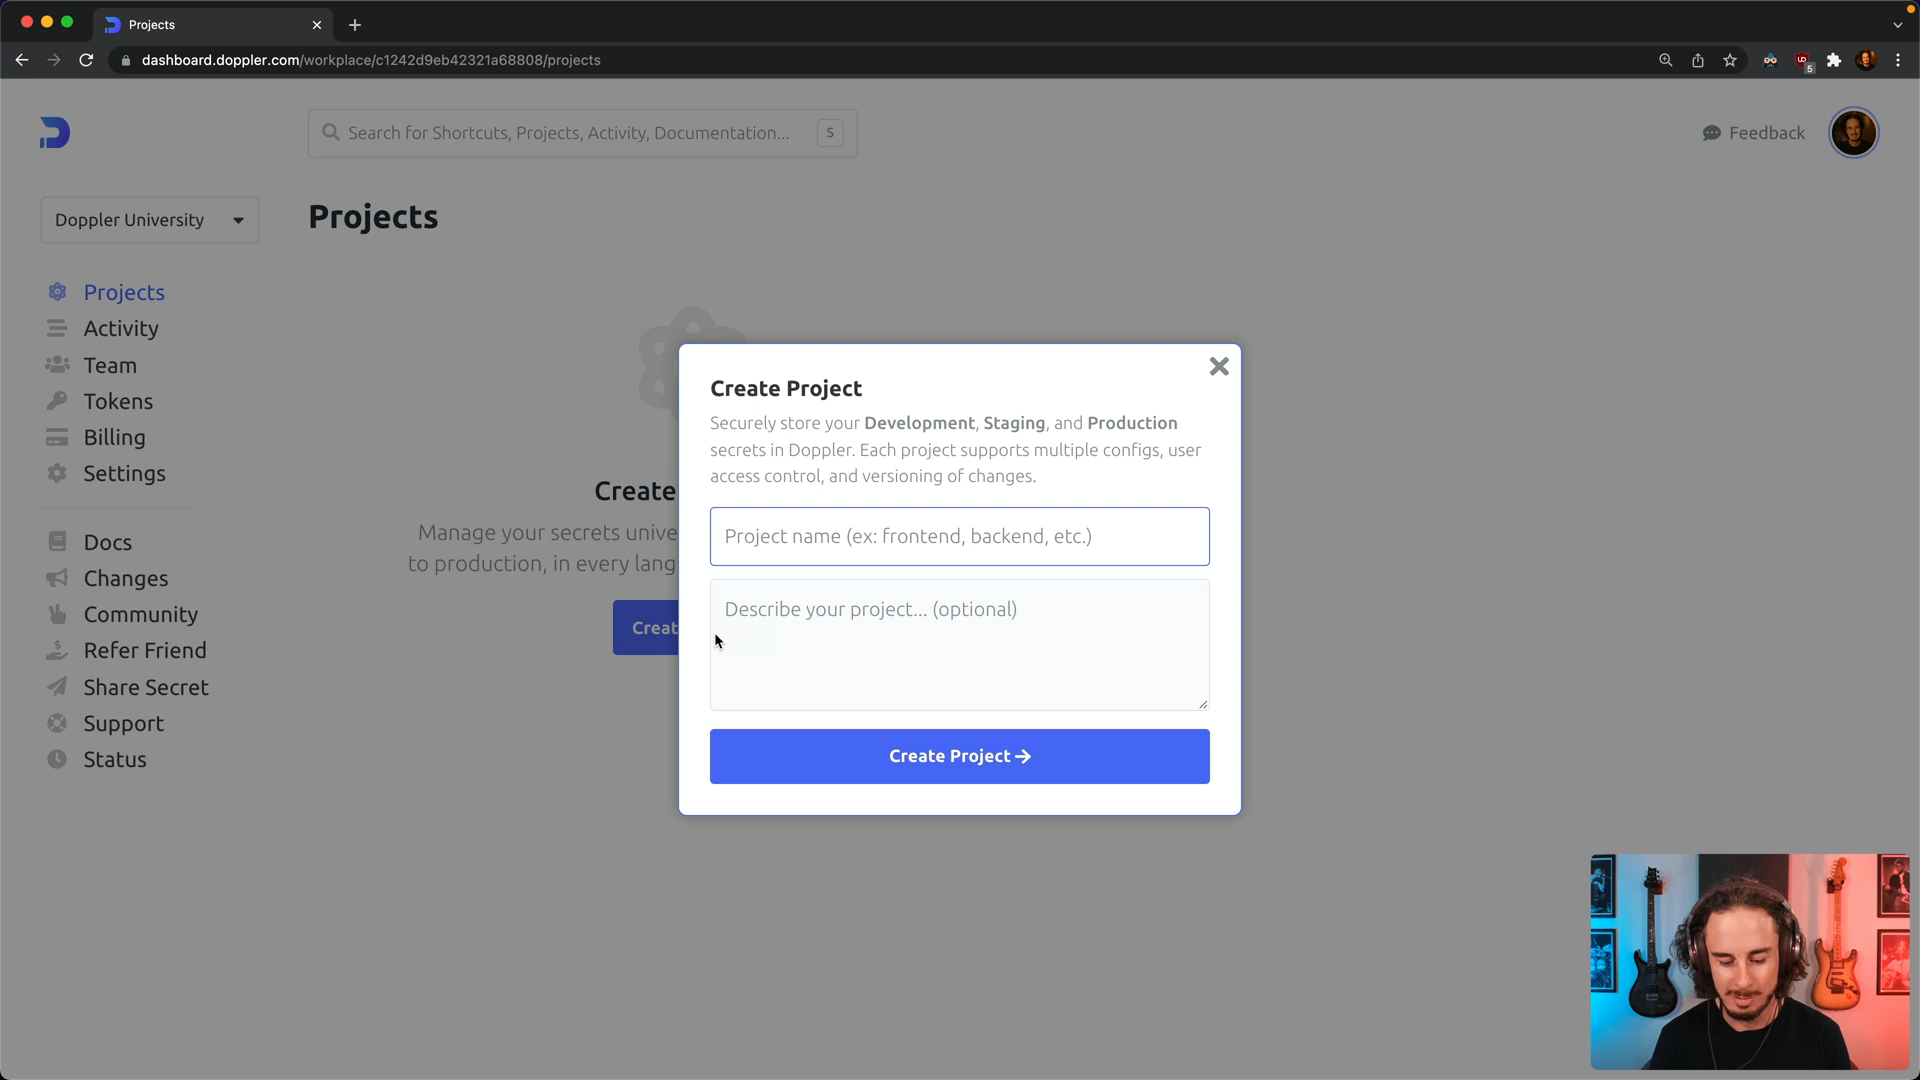 Projects
dashboard.doppler.com/workplace/c1242d9eb42321a68808/projects
5
Search for Shortcuts, Projects, Activity, Documentation...
S
Feedback
Doppler University
Projects
Projects
Activity
Team
Tokens
Billing
Settings
Docs
Changes
Community
Refer Friend
Share Secret
Support
Status
Create
Manage your secrets unive
to production, in every lang
Creat
Create Project
Securely store your Development, Staging, and Production
secrets in Doppler. Each project supports multiple configs, user
access control, and versioning of changes.
Project name (ex: frontend, backend, etc.)
Describe your project... (optional)
Create Project